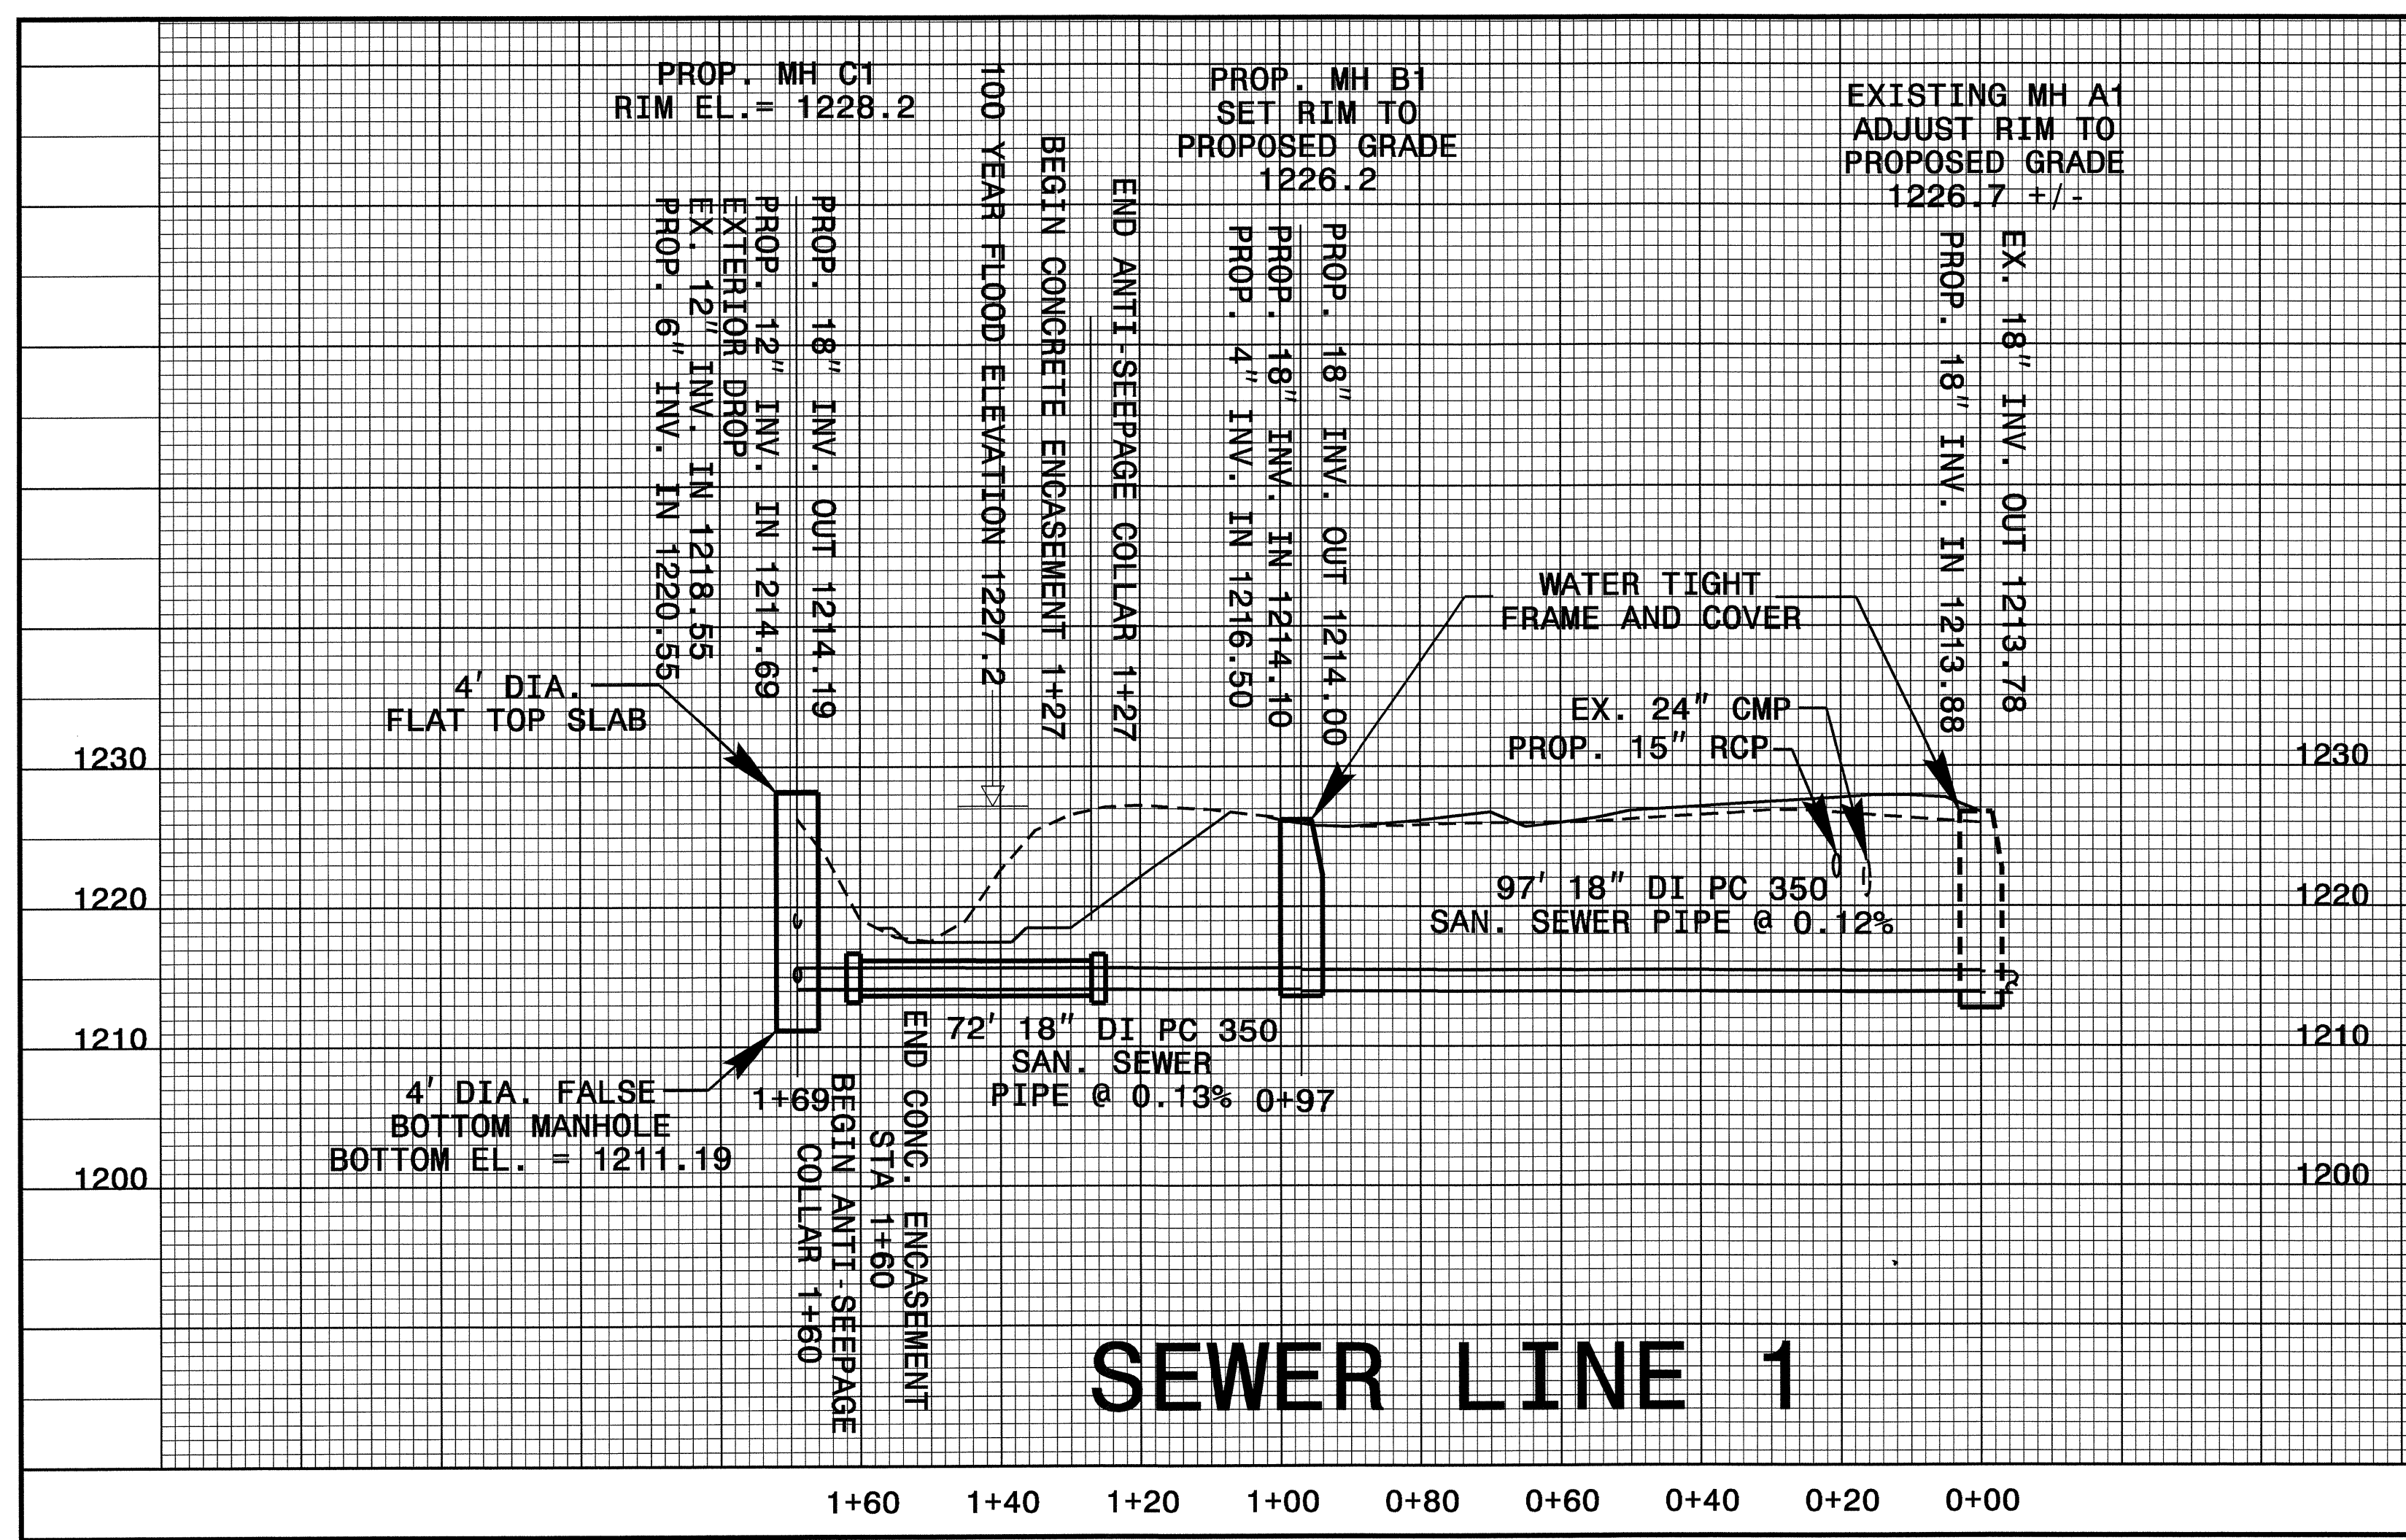 PROP. MH C1
RIM EL.= 1228.2
PROP. 6" INV. IN 1220.55
EX. 12" INV. IN 1218.55
EXTERIOR DROP
PROP. 12" INV. IN 1214.69
PROP. 18" INV. OUT 1214.19
100 YEAR FLOOD ELEVATION 1227.2
BEGIN CONCRETE ENCASEMENT 1+27
END ANTI-SEEPAGE COLLAR 1+27
PROP. MH B1
SET RIM TO
PROPOSED GRADE
1226.2
PROP. 4" INV. IN 1216.50
PROP. 18" INV. IN 1214.10
PROP. 18" INV. OUT 1214.00
EXISTING MH A1
ADJUST RIM TO
PROPOSED GRADE
1226.7 +/-
PROP. 18" INV. IN 1213.88
EX. 18" INV. OUT 1213.78
WATER TIGHT
FRAME AND COVER
4' DIA.
FLAT TOP SLAB
EX. 24" CMP
PROP. 15" RCP
1230
1230
97' 18" DI PC 350
SAN. SEWER PIPE @ 0.12%
1220
1220
72' 18" DI PC 350
SAN. SEWER
PIPE @ 0.13%
1210
1210
4' DIA. FALSE
BOTTOM MANHOLE
BOTTOM EL. = 1211.19
1+69
0+97
END CONC. ENCASEMENT
STA 1+60
BEGIN ANTI-SEEPAGE
COLLAR 1+60
1200
1200
SEWER LINE 1
1+60
1+40
1+20
1+00
0+80
0+60
0+40
0+20
0+00